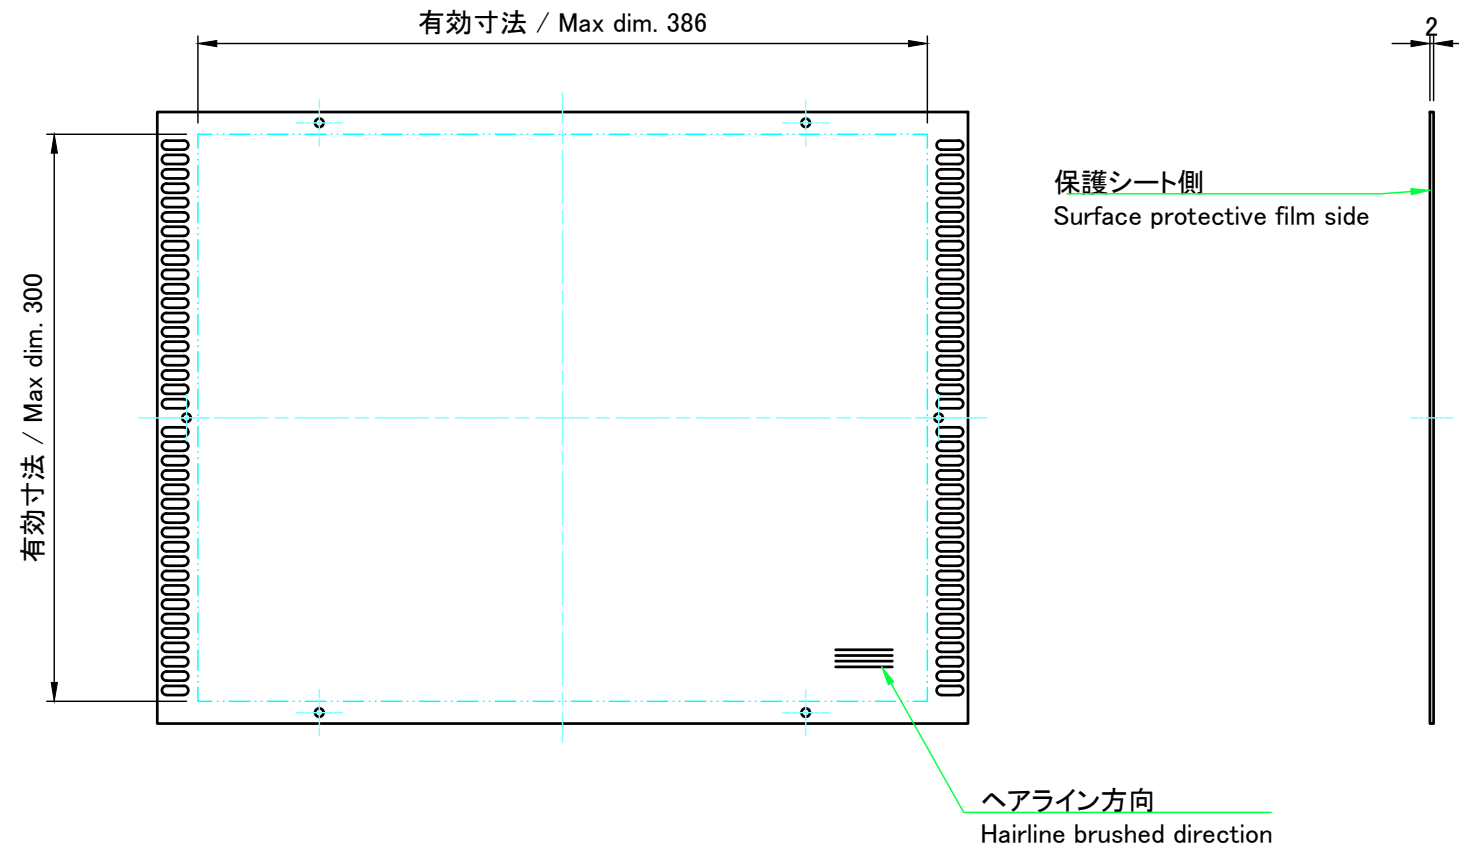 有効寸法 / Max dim. 386
2
保護シート側
Surface protective film side
有効寸法 / Max dim. 300
ヘアライン方向
Hairline brushed direction